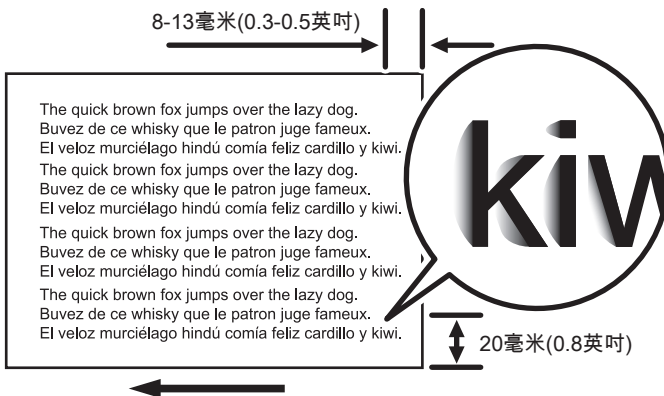 8-13毫米(0.3-0.5英吋)
The quick brown fox jumps over the lazy dog.
Buvez de ce whisky que le patron juge fameux.
El veloz murciélago hindú comía feliz cardillo y kiwi.
The quick brown fox jumps over the lazy dog.
Buvez de ce whisky que le patron juge fameux.
El veloz murciélago hindú comía feliz cardillo y kiwi.
The quick brown fox jumps over the lazy dog.
Buvez de ce whisky que le patron juge fameux.
El veloz murciélago hindú comía feliz cardillo y kiwi.
The quick brown fox jumps over the lazy dog.
Buvez de ce whisky que le patron juge fameux.
El veloz murciélago hindú comía feliz cardillo y kiwi.
kiw
20毫米(0.8英吋)